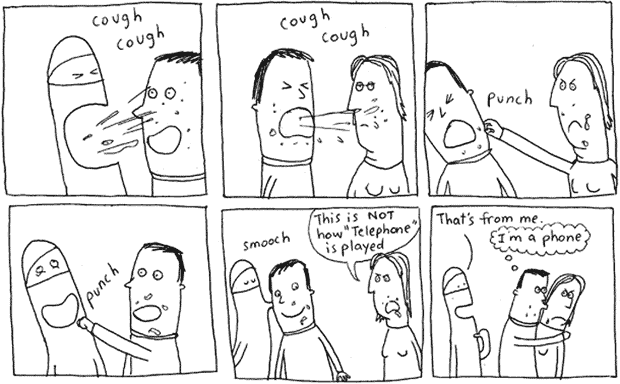 cough
cough
cough
cough
punch
punch
smooch
This is NOT
how "Telephone"
is played
That's from me.
I'm a phone